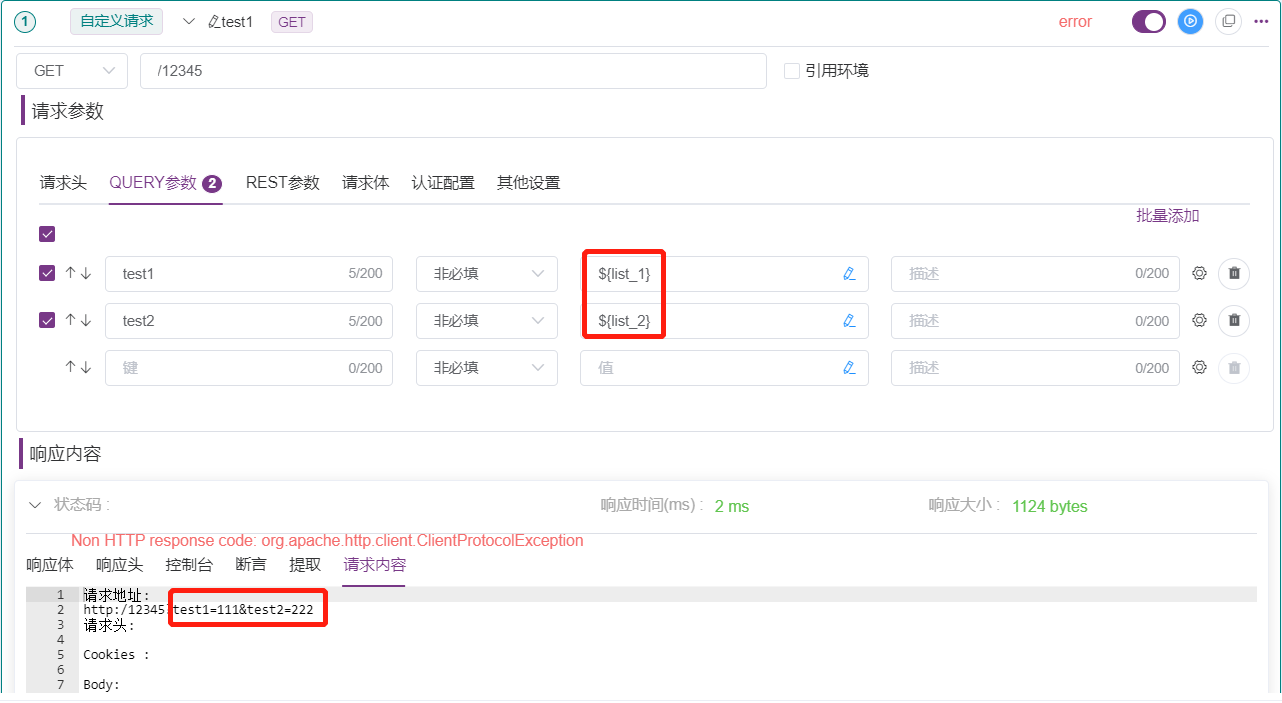 1 自定义请求 test1 GET error
GET /12345 引用环境
请求参数
请求头 QUERY参数 2 REST参数 请求体 认证配置 其他设置
批量添加
test1 5/200 非必填 ${list_1} 描述 0/200
test2 5/200 非必填 ${list_2} 描述 0/200
键 0/200 非必填 值 描述 0/200
响应内容
状态码 : 响应时间(ms) : 2 ms 响应大小 : 1124 bytes
Non HTTP response code: org.apache.http.client.ClientProtocolException
响应体 响应头 控制台 断言 提取 请求内容
1 请求地址:
2 http:/12345?test1=111&test2=222
3 请求头:
4
5 Cookies :
6
7 Body: